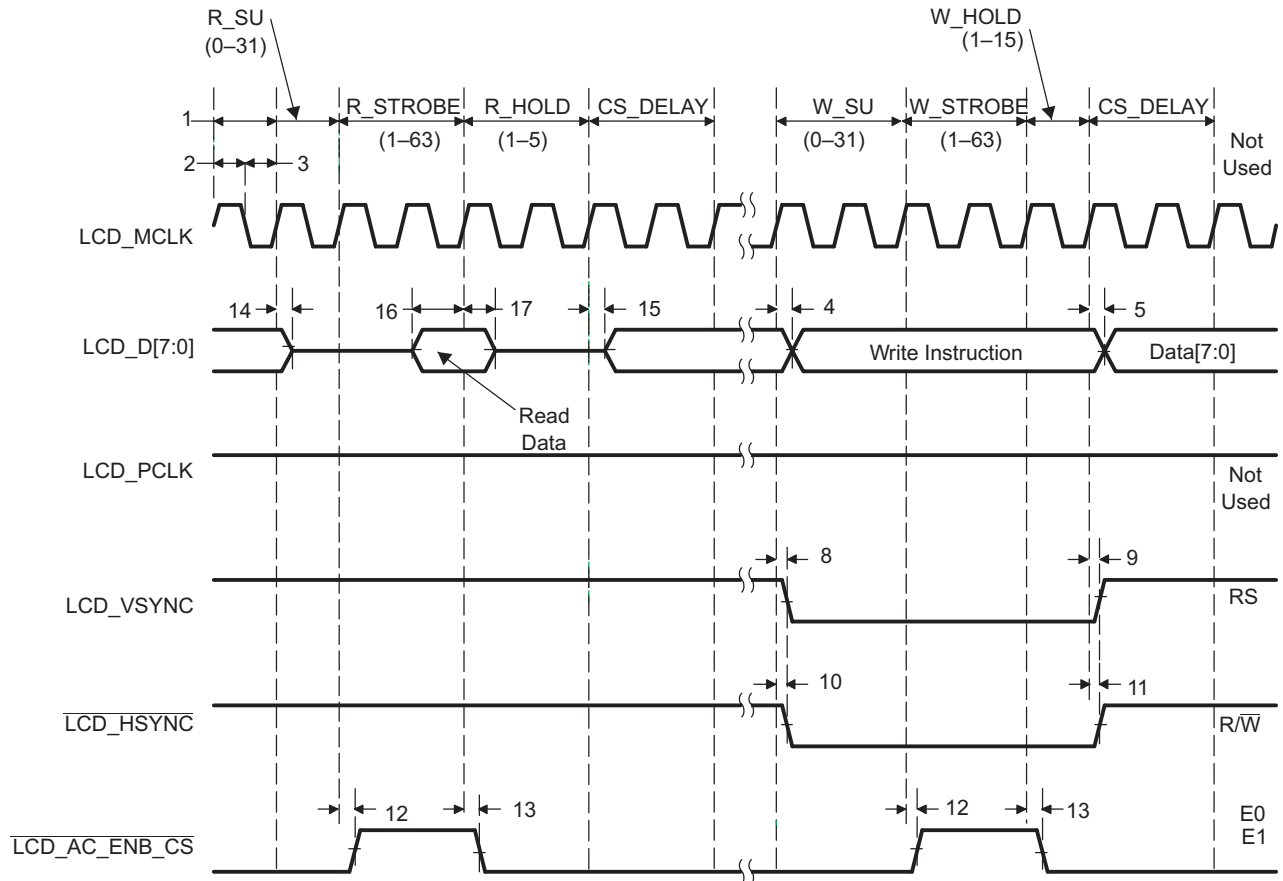 R_SU
(0–31)
W_HOLD
(1–15)
1
R_STROBE
(1–63)
R_HOLD
(1–5)
CS_DELAY
W_SU
(0–31)
W_STROBE
(1–63)
CS_DELAY
Not
Used
2
3
LCD_MCLK
14
16
17
15
4
5
LCD_D[7:0]
Write Instruction
Data[7:0]
Read
Data
LCD_PCLK
Not
Used
8
9
LCD_VSYNC
RS
10
11
LCD_HSYNC
R/W
12
13
12
13
E0
E1
LCD_AC_ENB_CS